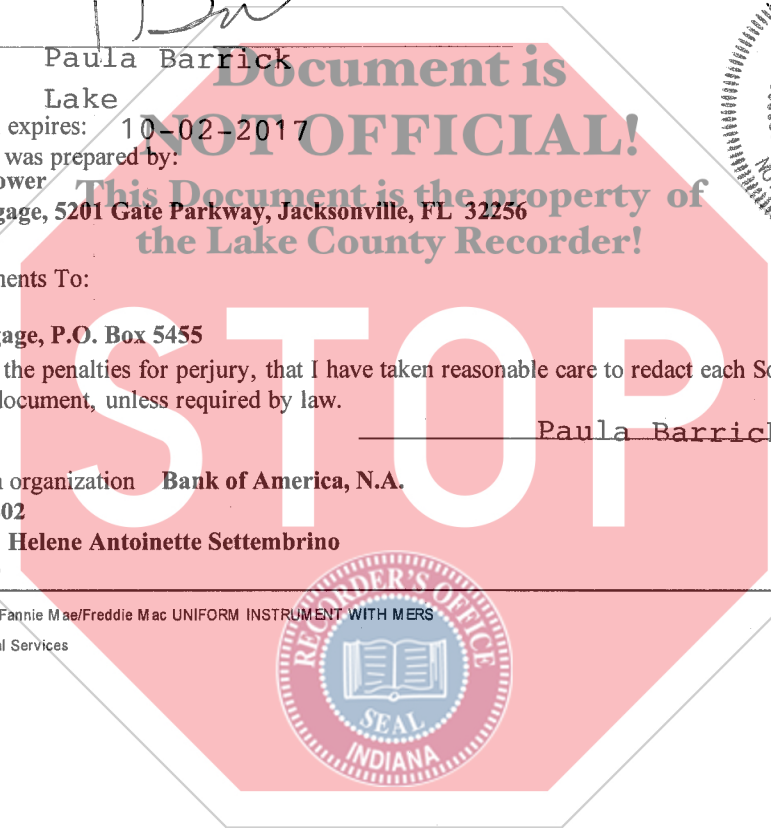 Paula Barrick
Document is
Lake
expires: 10-02-2017
NOT OFFICIAL!
was prepared by:
ower
This Document is the property of
gage, 5201 Gate Parkway, Jacksonville, FL 32256
the Lake County Recorder!
nents To:
gage, P.O. Box 5455
STOP
the penalties for perjury, that I have taken reasonable care to redact each So
document, unless required by law.
Paula Barrick
n organization Bank of America, N.A.
02
Helene Antoinette Settembrino
Fannie Mae/Freddie Mac UNIFORM INSTRUMENT WITH MERS
al Services
RECORDER'S OFFICE
SEAL
INDIANA